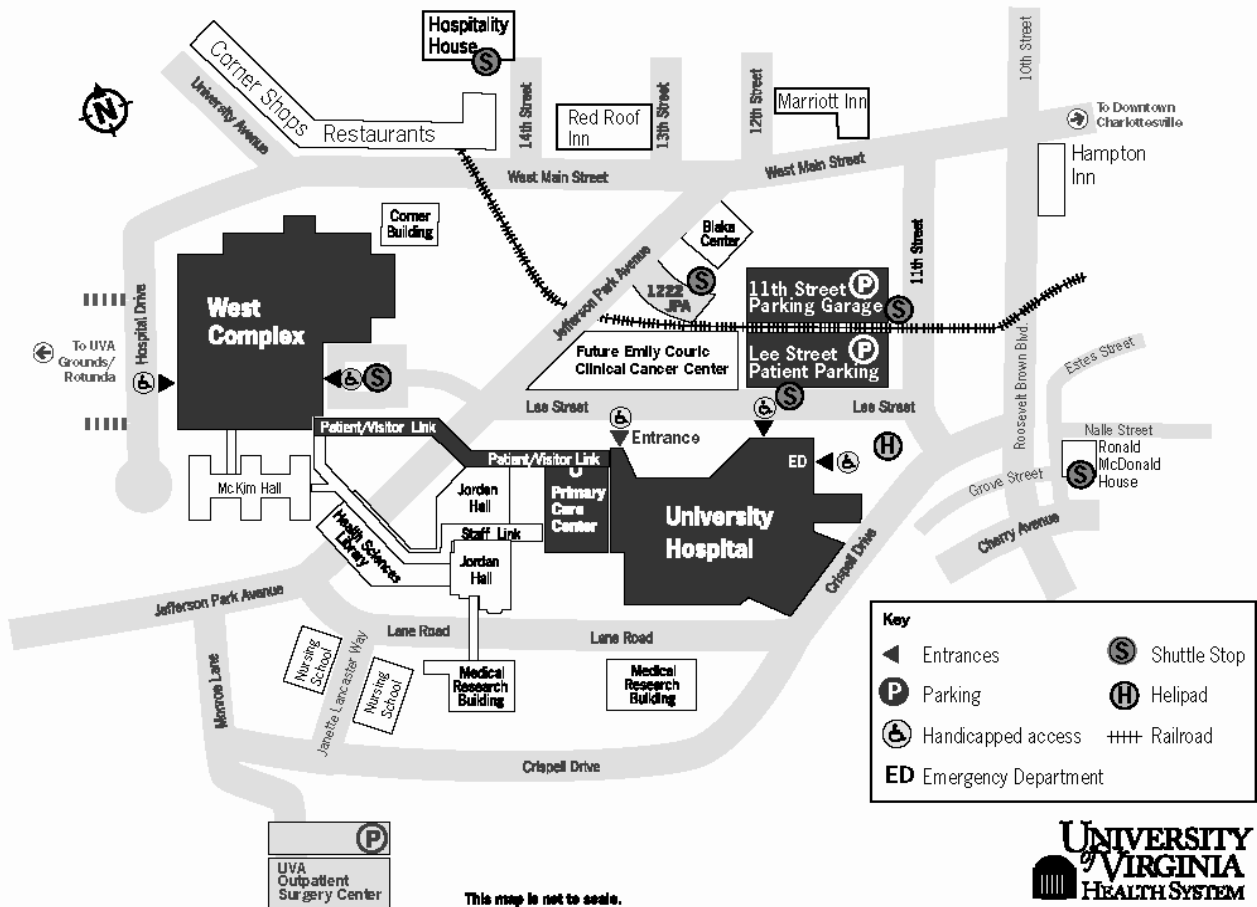 Hospitality
House
S
10th Street
Corner Shops
Restaurants
University Avenue
N
14th Street
Red Roof
Inn
13th Street
12th Street
Marriott Inn
To Downtown
Charlottesville
West Main Street
West Main Street
Hampton
Inn
Corner
Building
Blake
Center
Jefferson Park Avenue
1222
JPA
S
11th Street
Parking Garage
P
S
11th Street
West
Complex
Hospital Drive
To UVA
Grounds/
Rotunda
S
Future Emily Couric
Clinical Cancer Center
Lee Street
Patient Parking
P
S
Roosevelt Brown Blvd.
Estes Street
Lee Street
Lee Street
Nalle Street
Ronald
McDonald
House
S
Patient/Visitor Link
Entrance
Patient/Visitor Link
ED
H
Grove Street
Cherry Avenue
McKim Hall
Jordan
Hall
Primary
Care
Center
University
Hospital
Health Sciences
Library
Staff Link
Jordan
Hall
Crispell Drive
Jefferson Park Avenue
Lane Road
Lane Road
Monroe Lane
Nursing
School
Janette Lancaster Way
Nursing
School
Medical
Research
Building
Medical
Research
Building
Crispell Drive
Key
Entrances
S Shuttle Stop
P Parking
H Helipad
Handicapped access
Railroad
ED Emergency Department
P
UVA
Outpatient
Surgery Center
This map is not to scale.
UNIVERSITY
of VIRGINIA
HEALTH SYSTEM